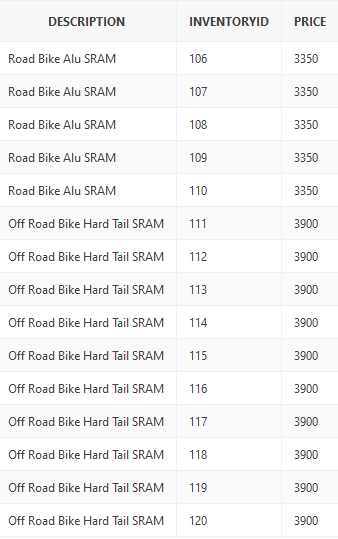 DESCRIPTION INVENTORYID PRICE
Road Bike Alu SRAM 106 3350
Road Bike Alu SRAM 107 3350
Road Bike Alu SRAM 108 3350
Road Bike Alu SRAM 109 3350
Road Bike Alu SRAM 110 3350
Off Road Bike Hard Tail SRAM 111 3900
Off Road Bike Hard Tail SRAM 112 3900
Off Road Bike Hard Tail SRAM 113 3900
Off Road Bike Hard Tail SRAM 114 3900
Off Road Bike Hard Tail SRAM 115 3900
Off Road Bike Hard Tail SRAM 116 3900
Off Road Bike Hard Tail SRAM 117 3900
Off Road Bike Hard Tail SRAM 118 3900
Off Road Bike Hard Tail SRAM 119 3900
Off Road Bike Hard Tail SRAM 120 3900